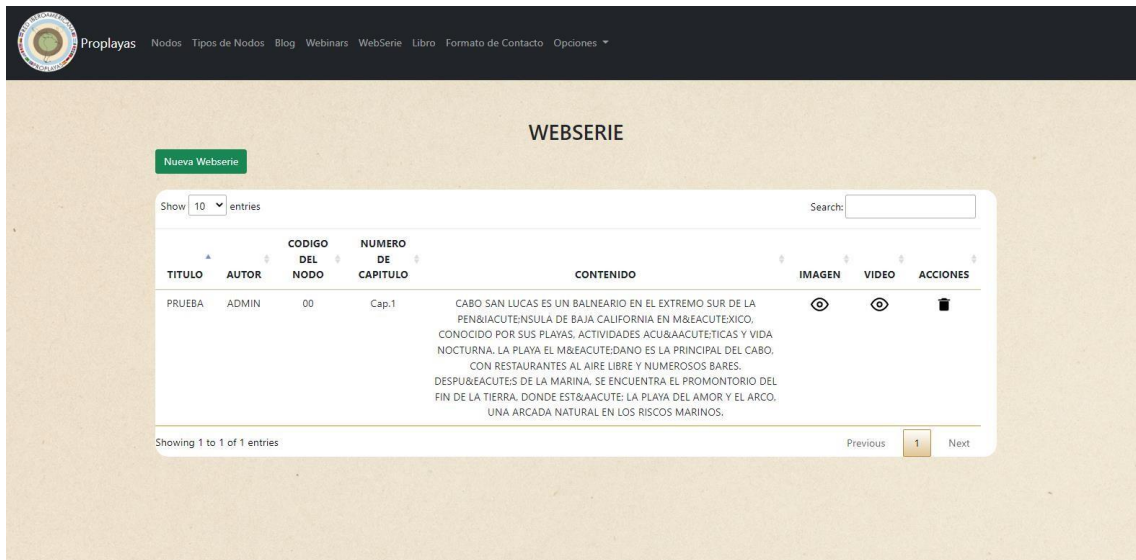 Proplayas Nodos Tipos de Nodos Blog Webinars WebSerie Libro Formato de Contacto Opciones
WEBSERIE
Nueva Webserie
Show 10 entries Search:
TITULO AUTOR CODIGO DEL NODO NUMERO DE CAPITULO CONTENIDO IMAGEN VIDEO ACCIONES
PRUEBA ADMIN 00 Cap.1 CABO SAN LUCAS ES UN BALNEARIO EN EL EXTREMO SUR DE LA
PEN&IACUTE;NSULA DE BAJA CALIFORNIA EN M&EACUTE;XICO,
CONOCIDO POR SUS PLAYAS, ACTIVIDADES ACU&AACUTE;TICAS Y VIDA
NOCTURNA. LA PLAYA EL M&EACUTE;DANO ES LA PRINCIPAL DEL CABO,
CON RESTAURANTES AL AIRE LIBRE Y NUMEROSOS BARES.
DESPU&EACUTE;S DE LA MARINA, SE ENCUENTRA EL PROMONTORIO DEL
FIN DE LA TIERRA, DONDE EST&AACUTE; LA PLAYA DEL AMOR Y EL ARCO,
UNA ARCADA NATURAL EN LOS RISCOS MARINOS.
Showing 1 to 1 of 1 entries Previous 1 Next